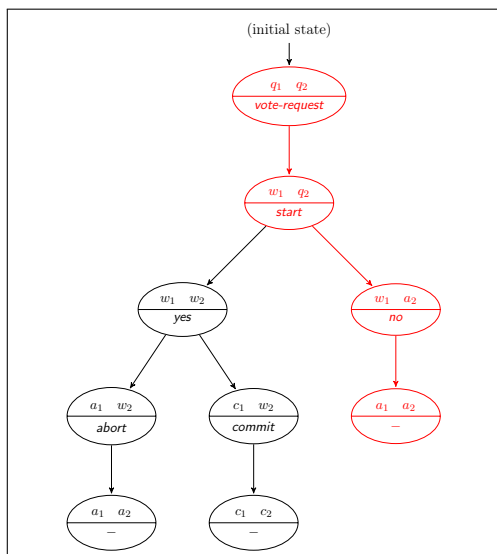 (initial state)
q₁ q₂
vote-request
w₁ q₂
start
w₁ w₂
yes
w₁ a₂
no
a₁ w₂
abort
c₁ w₂
commit
a₁ a₂
–
a₁ a₂
–
c₁ c₂
–